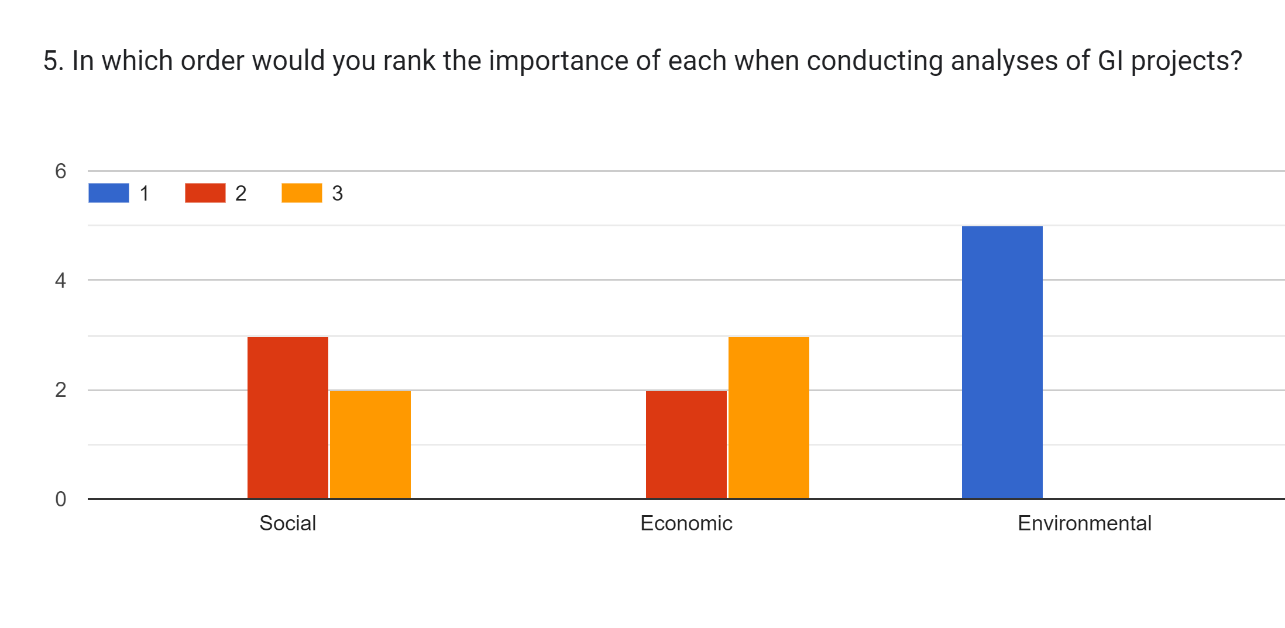 5. In which order would you rank the importance of each when conducting analyses of GI projects?
6
1 2 3
4
2
0
Social Economic Environmental